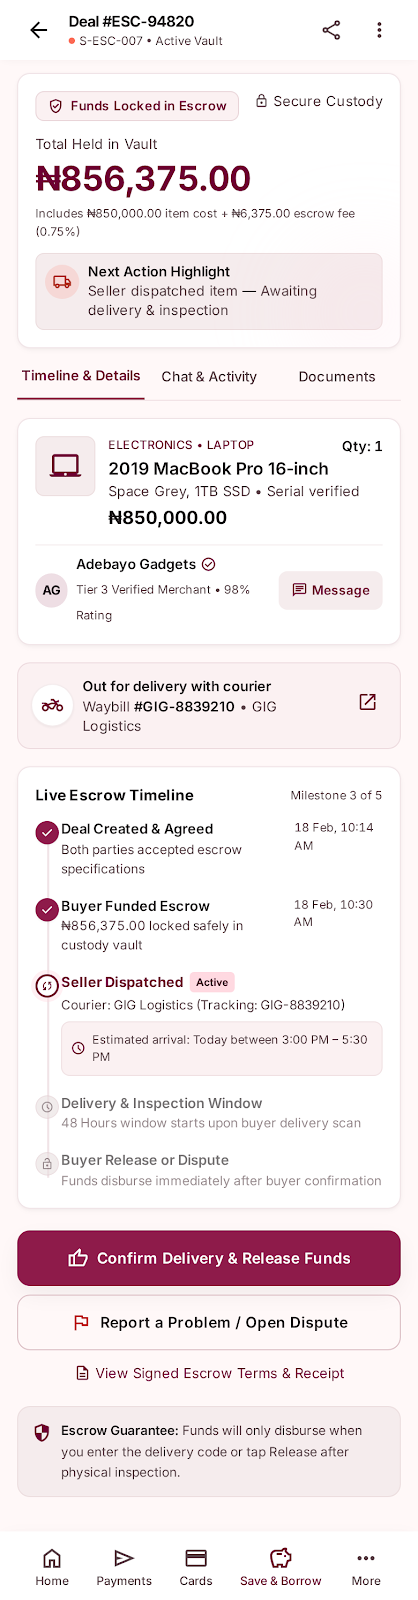 Deal #ESC-94820
S-ESC-007 • Active Vault
Funds Locked in Escrow
Secure Custody
Total Held in Vault
₦856,375.00
Includes ₦850,000.00 item cost + ₦6,375.00 escrow fee
(0.75%)
Next Action Highlight
Seller dispatched item — Awaiting
delivery & inspection
Timeline & Details
Chat & Activity
Documents
ELECTRONICS • LAPTOP
Qty: 1
2019 MacBook Pro 16-inch
Space Grey, 1TB SSD • Serial verified
₦850,000.00
AG
Adebayo Gadgets
Tier 3 Verified Merchant • 98%
Rating
Message
Out for delivery with courier
Waybill #GIG-8839210 • GIG
Logistics
Live Escrow Timeline
Milestone 3 of 5
Deal Created & Agreed
18 Feb, 10:14
AM
Both parties accepted escrow
specifications
Buyer Funded Escrow
18 Feb, 10:30
AM
₦856,375.00 locked safely in
custody vault
Seller Dispatched
Active
Courier: GIG Logistics (Tracking: GIG-8839210)
Estimated arrival: Today between 3:00 PM – 5:30
PM
Delivery & Inspection Window
48 Hours window starts upon buyer delivery scan
Buyer Release or Dispute
Funds disburse immediately after buyer confirmation
Confirm Delivery & Release Funds
Report a Problem / Open Dispute
View Signed Escrow Terms & Receipt
Escrow Guarantee: Funds will only disburse when
you enter the delivery code or tap Release after
physical inspection.
Home
Payments
Cards
Save & Borrow
More